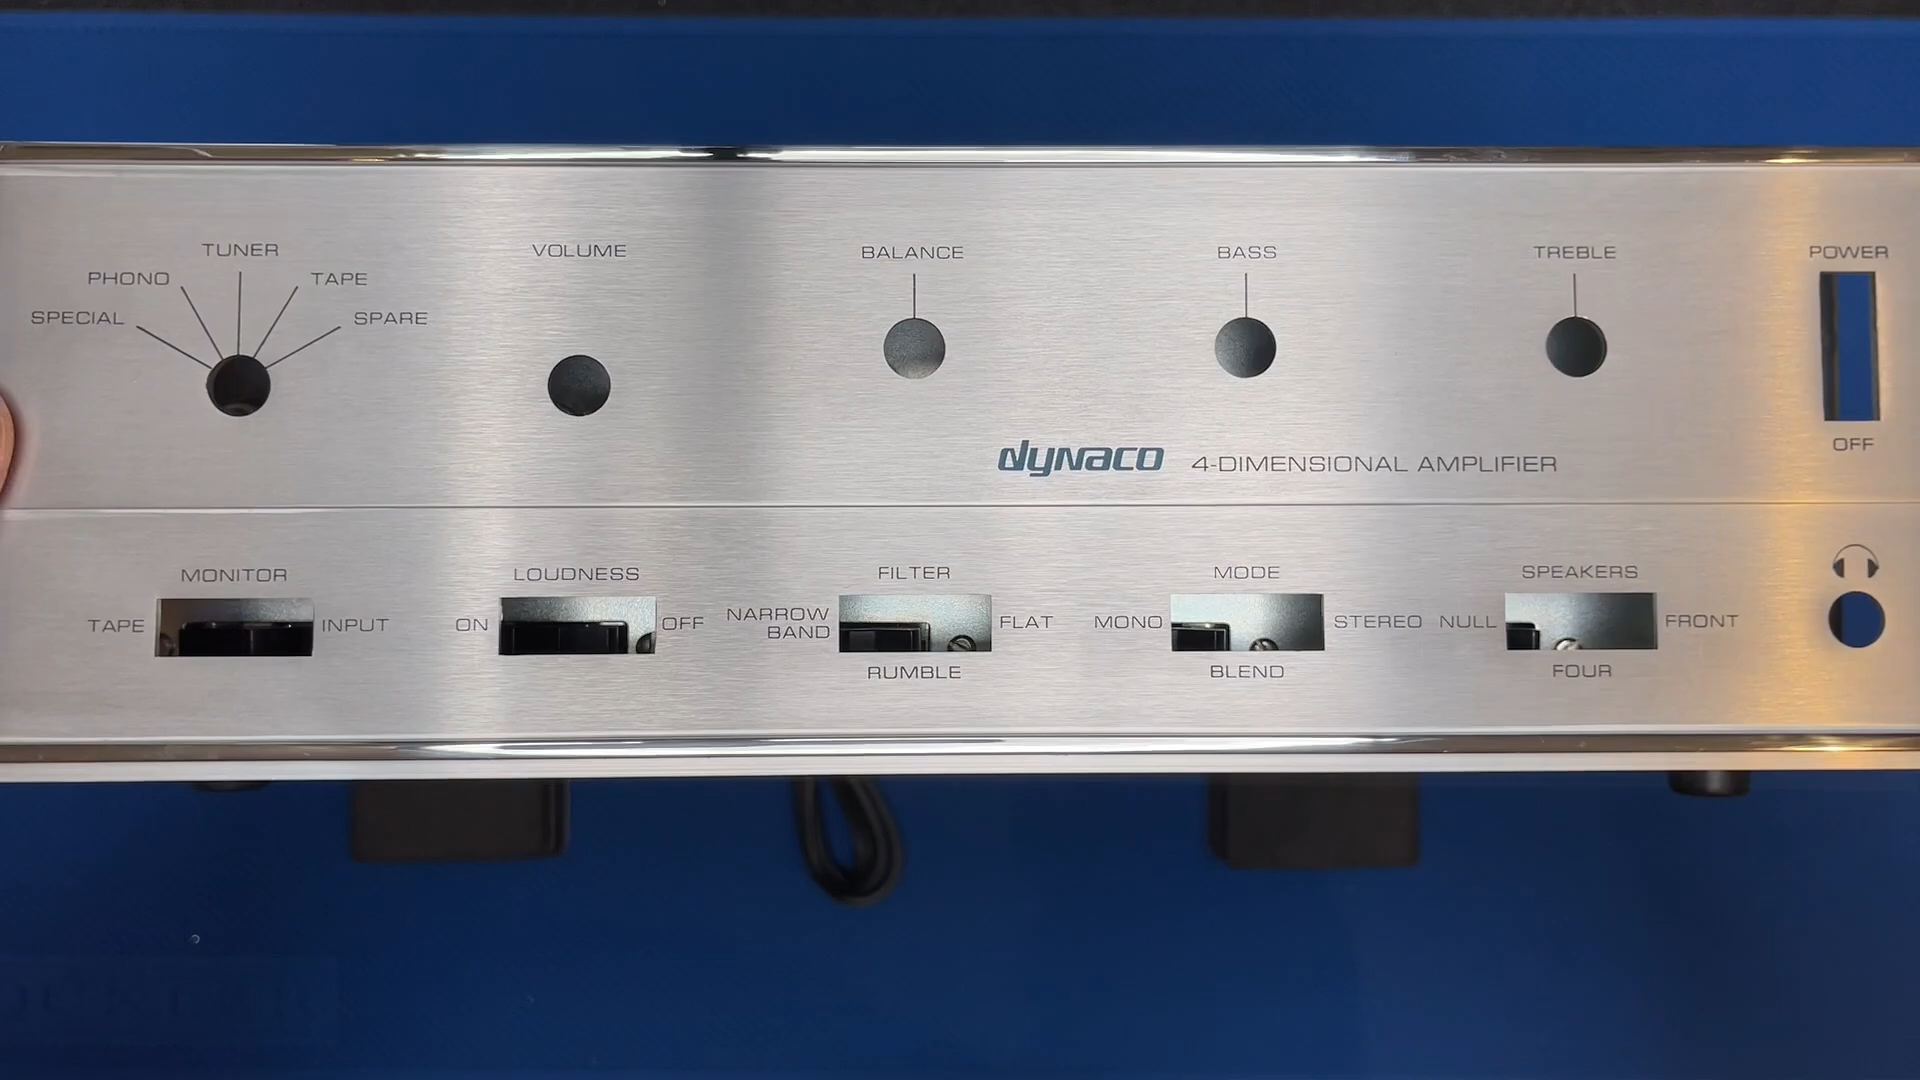 TUNER
VOLUME
BALANCE
BASS
TREBLE
POWER
PHONO
TAPE
SPECIAL
SPARE
OFF
dynaco 4-DIMENSIONAL AMPLIFIER
MONITOR
LOUDNESS
FILTER
MODE
SPEAKERS
TAPE
INPUT
ON
OFF
NARROW
BAND
FLAT
MONO
STEREO
NULL
FRONT
RUMBLE
BLEND
FOUR